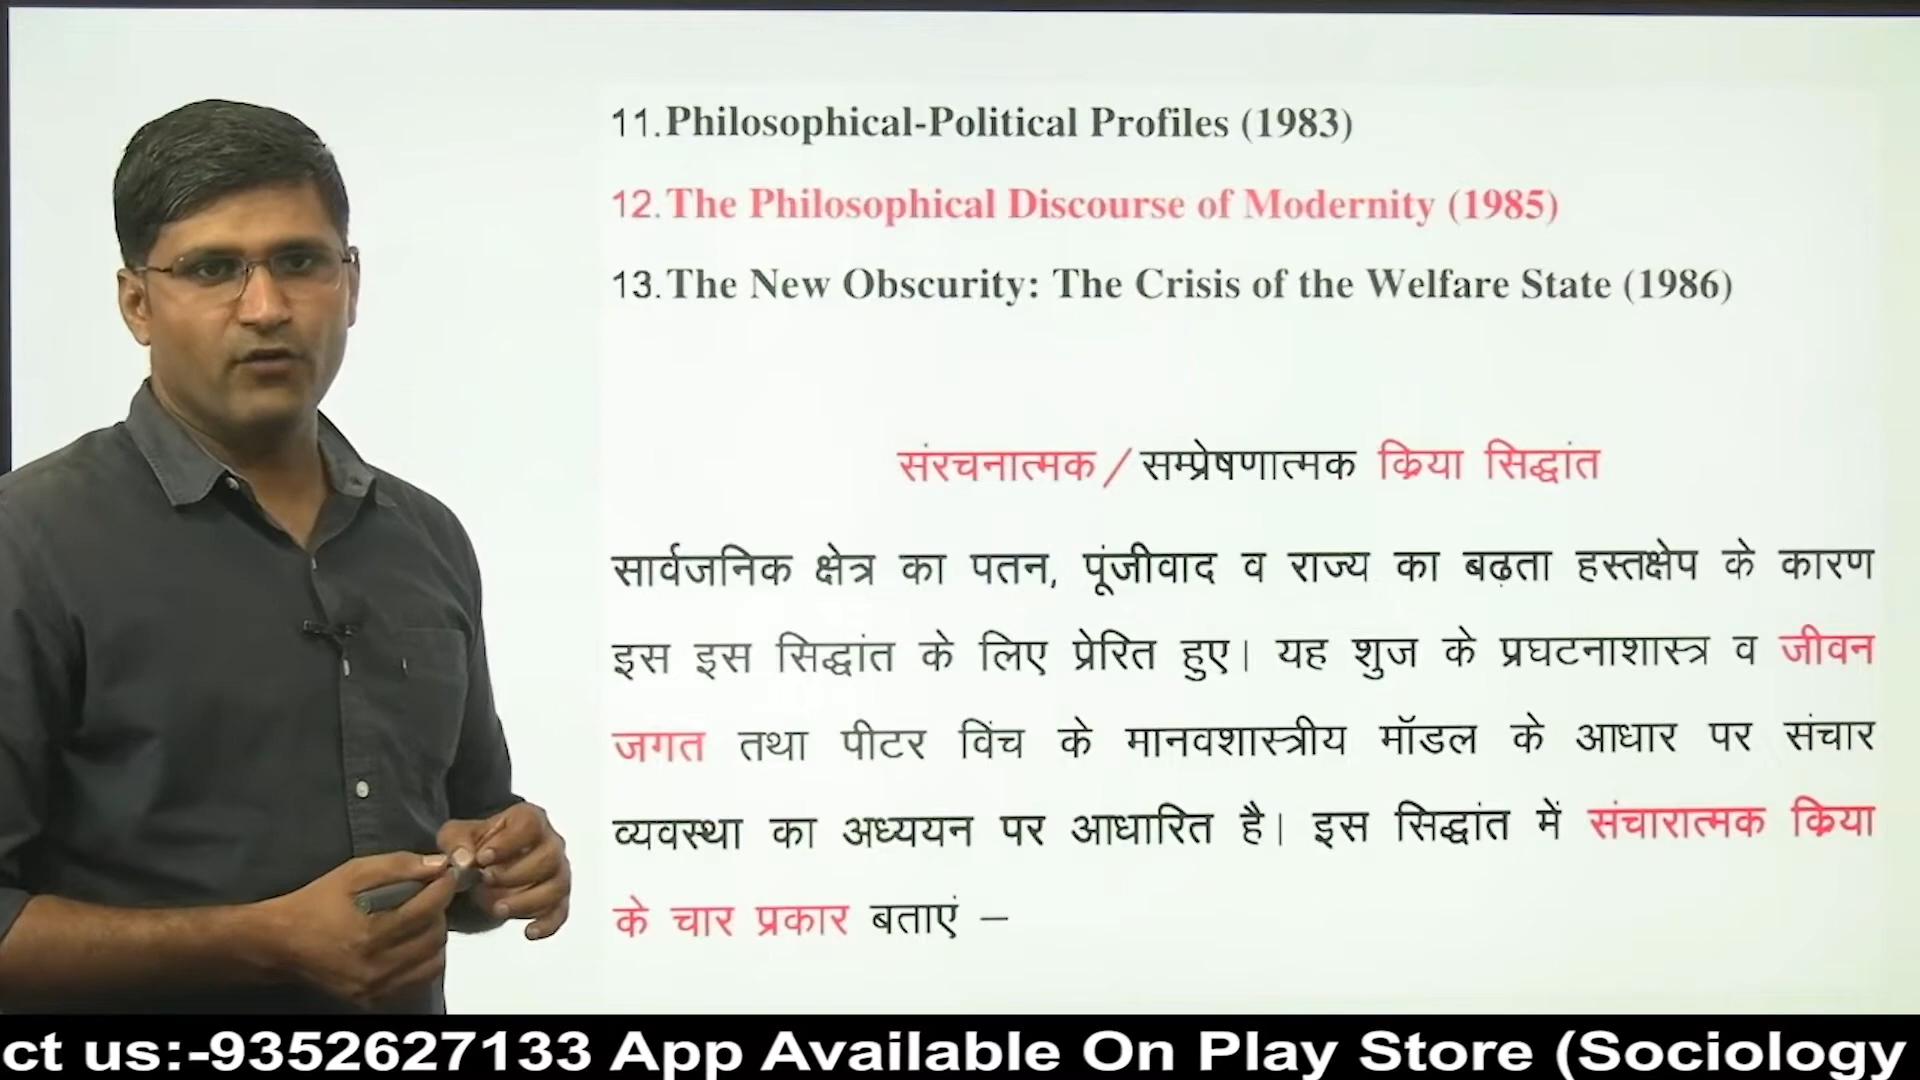 11. Philosophical-Political Profiles (1983)
12. The Philosophical Discourse of Modernity (1985)
13. The New Obscurity: The Crisis of the Welfare State (1986)
संरचनात्मक/सम्प्रेषणात्मक क्रिया सिद्धांत
सार्वजनिक क्षेत्र का पतन, पूंजीवाद व राज्य का बढ़ता हस्तक्षेप के कारण
इस इस सिद्धांत के लिए प्रेरित हुए। यह शुज के प्रघटनाशास्त्र व जीवन
जगत तथा पीटर विंच के मानवशास्त्रीय मॉडल के आधार पर संचार
व्यवस्था का अध्ययन पर आधारित है। इस सिद्धांत में संचारात्मक क्रिया
के चार प्रकार बताएं –
ct us:-9352627133 App Available On Play Store (Sociology